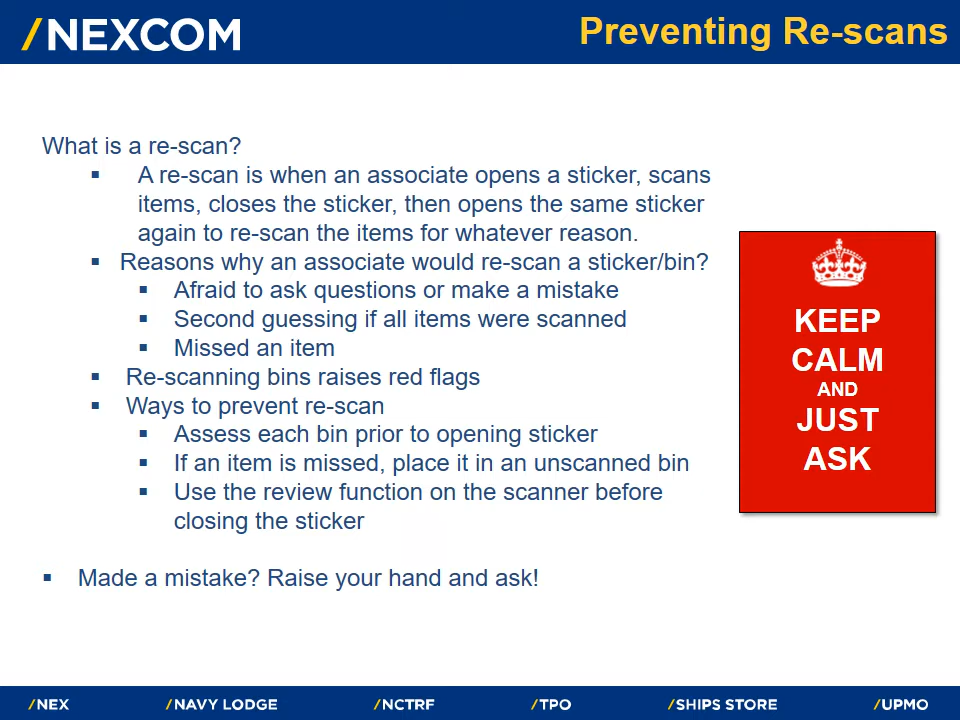 /NEXCOM
Preventing Re-scans
What is a re-scan?
▪ A re-scan is when an associate opens a sticker, scans
items, closes the sticker, then opens the same sticker
again to re-scan the items for whatever reason.
▪ Reasons why an associate would re-scan a sticker/bin?
▪ Afraid to ask questions or make a mistake
▪ Second guessing if all items were scanned
▪ Missed an item
▪ Re-scanning bins raises red flags
▪ Ways to prevent re-scan
▪ Assess each bin prior to opening sticker
▪ If an item is missed, place it in an unscanned bin
▪ Use the review function on the scanner before
closing the sticker
▪ Made a mistake? Raise your hand and ask!
KEEP
CALM
AND
JUST
ASK
/NEX /NAVY LODGE /NCTRF /TPO /SHIPS STORE /UPMO